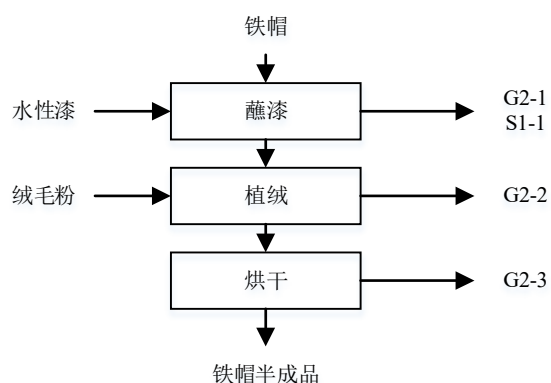 铁帽
水性漆
蘸漆
G2-1
S1-1
绒毛粉
植绒
G2-2
烘干
G2-3
铁帽半成品